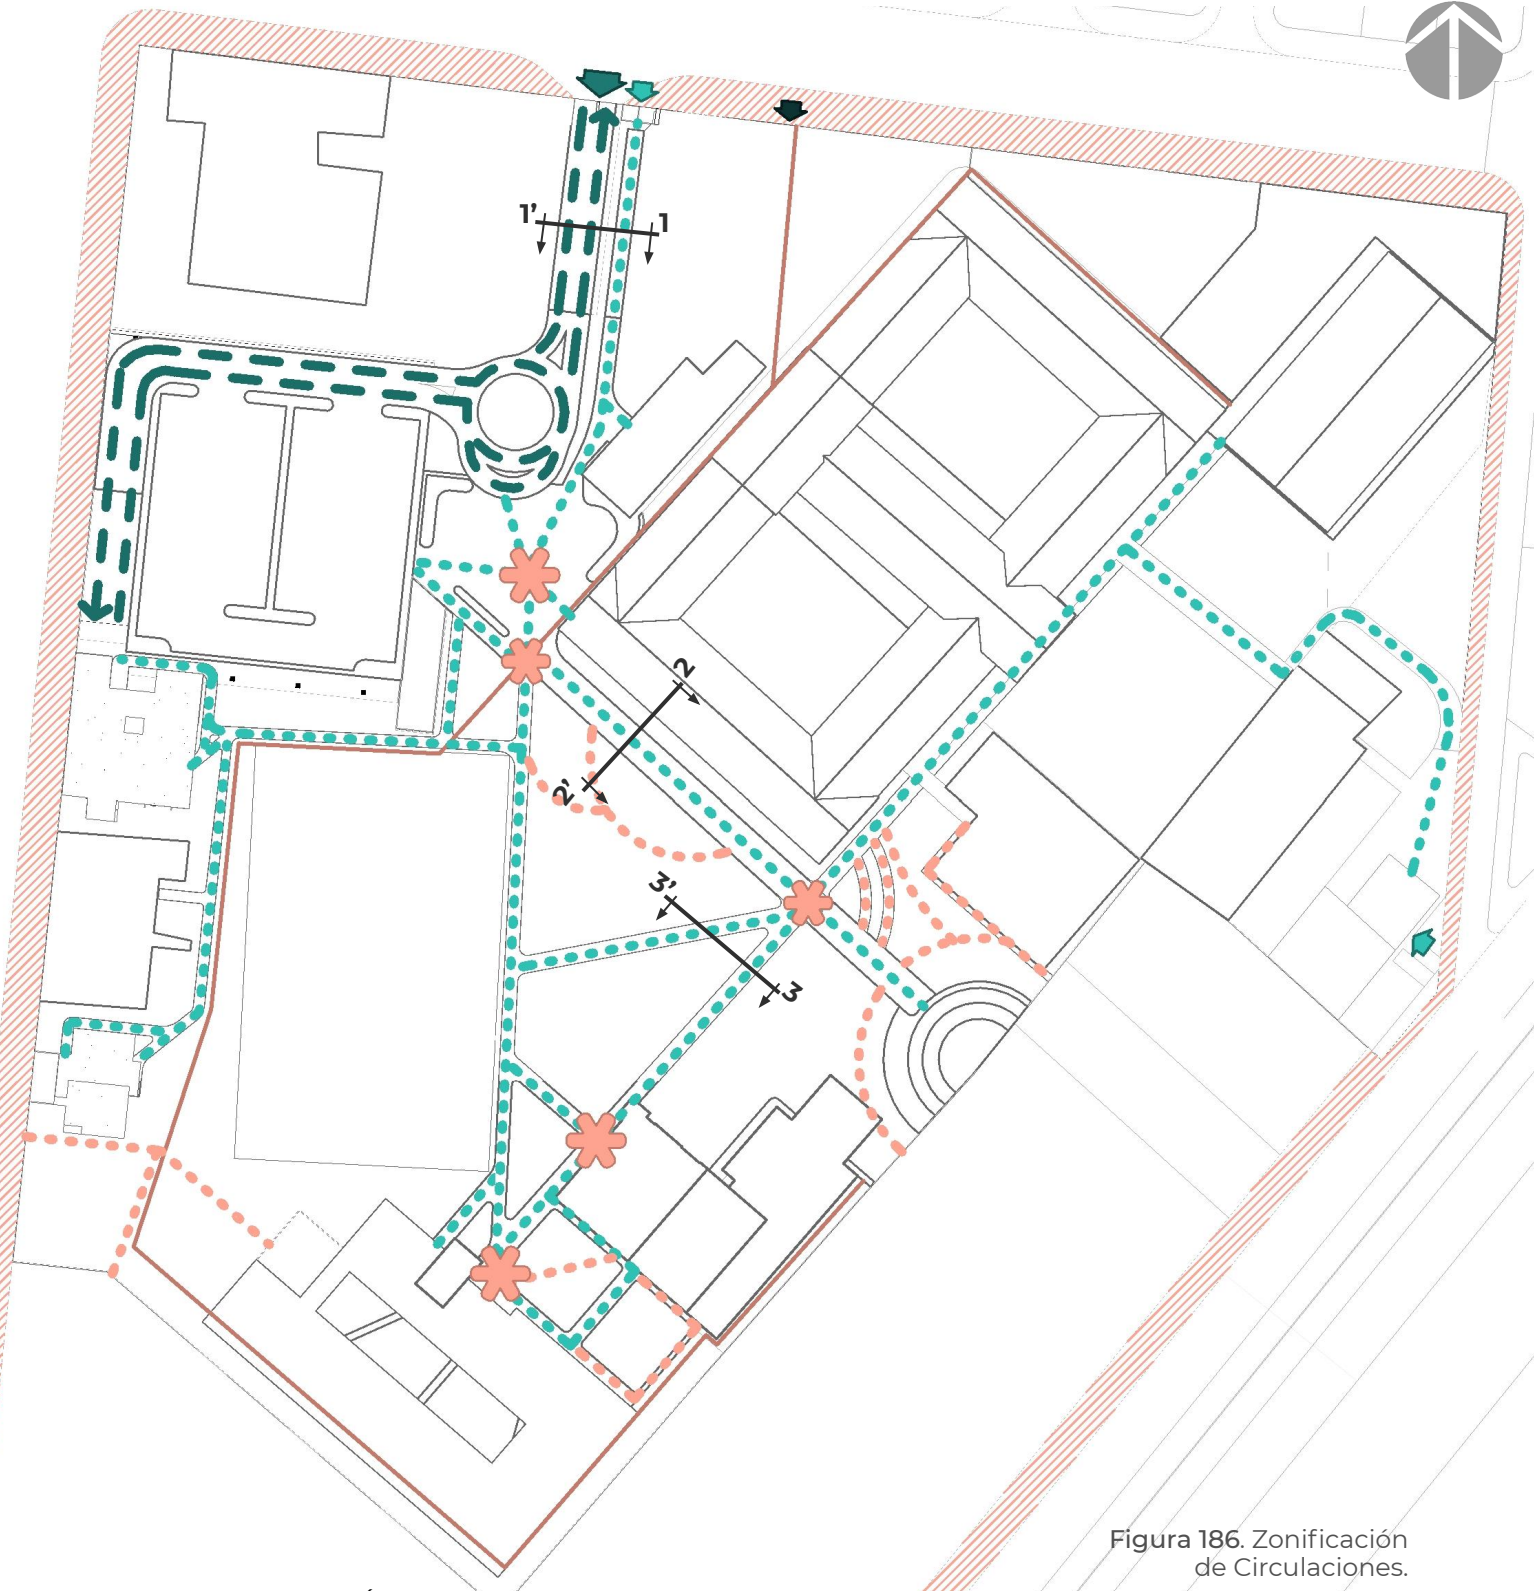 1’ 1
2
2’
3’
3
Figura 186. Zonificación
de Circulaciones.